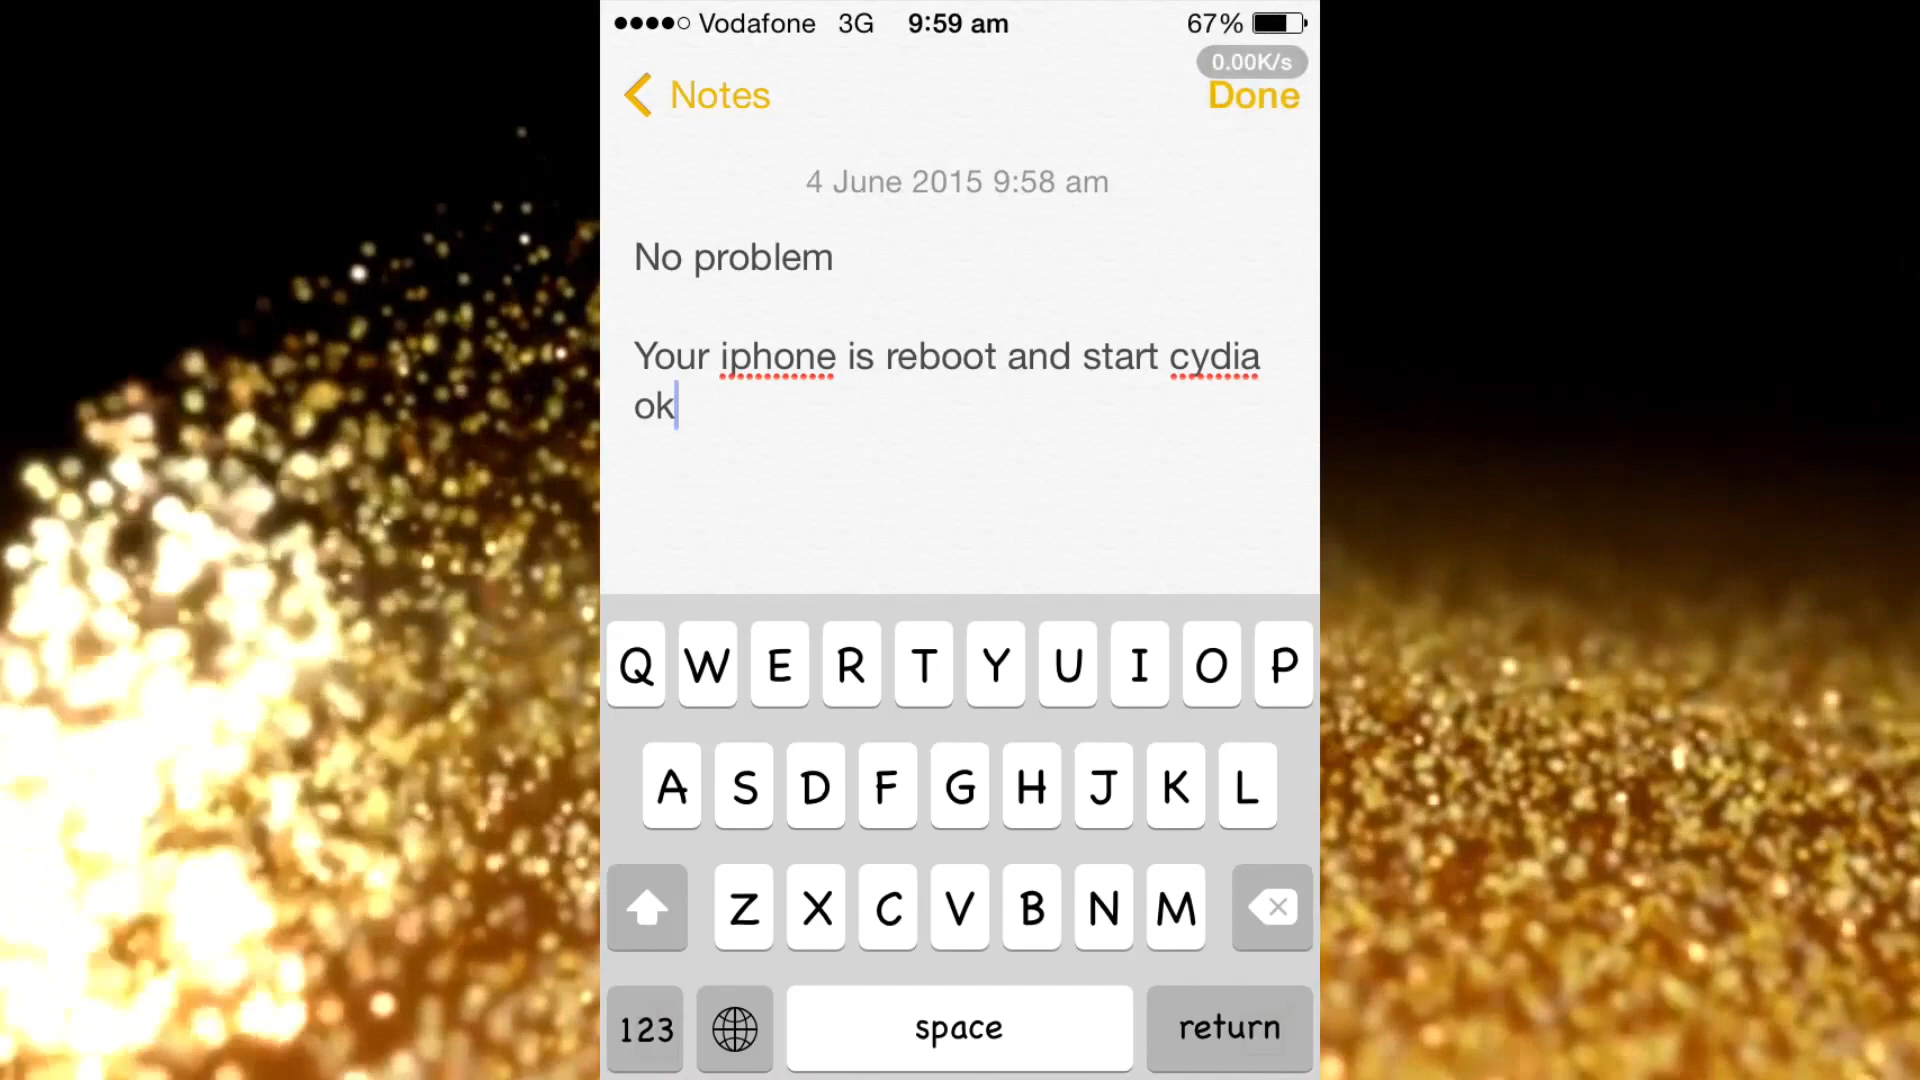 Vodafone 3G 9:59 am 67%
0.00K/s
Notes Done
4 June 2015 9:58 am
No problem
Your iphone is reboot and start cydia
ok
Q W E R T Y U I O P
A S D F G H J K L
Z X C V B N M
123 space return